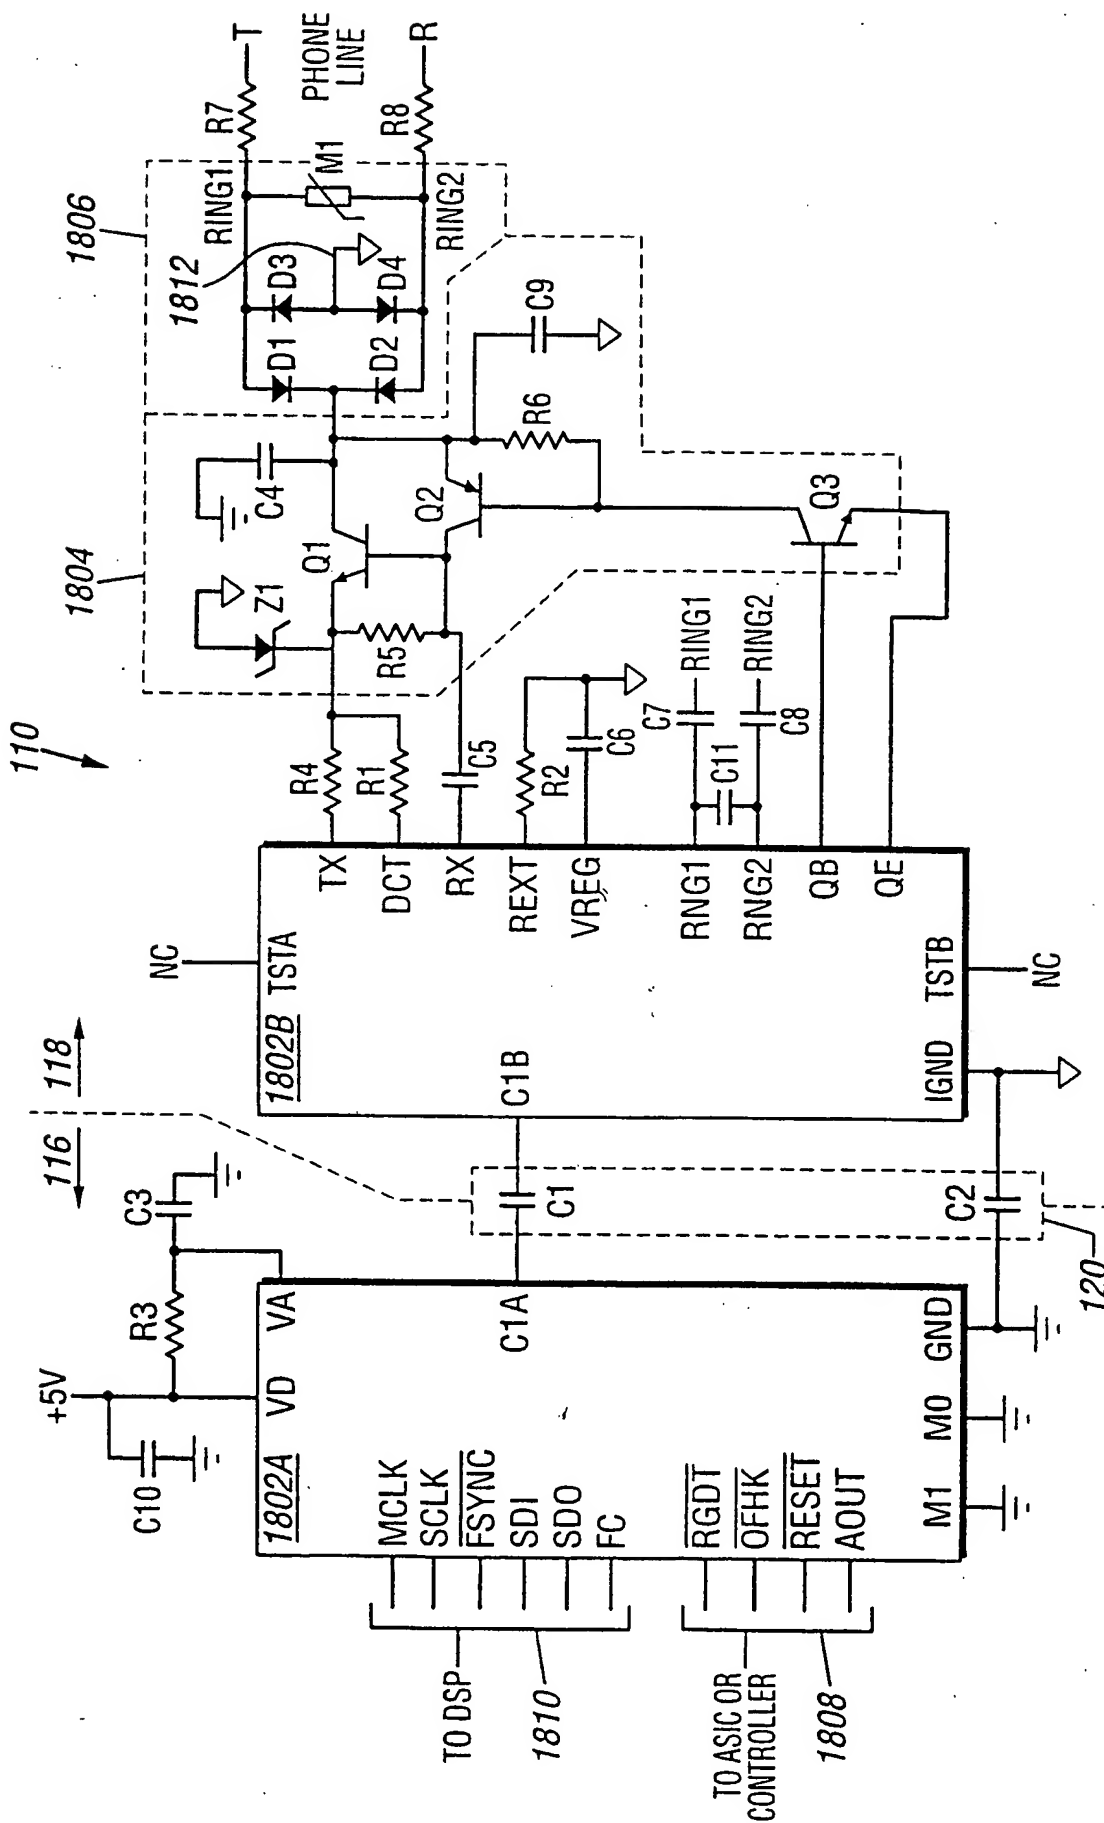 110
116
118
120
+5V
C10
R3
C3
1802A
VD
VA
MCLK
SCLK
FSYNC
SDI
SDO
FC
RGDT
OFHK
RESET
AOUT
TO DSP
1810
TO ASIC OR
CONTROLLER
1808
C1A
M1
M0
GND
C1
C2
NC
1802B
TSTA
C1B
IGND
TSTB
NC
TX
DCT
RX
REXT
VREG
RNG1
RNG2
QB
QE
R4
R1
C5
R2
C6
C7
RING1
C11
C8
RING2
1804
Z1
C4
Q1
R5
Q2
R6
C9
Q3
1806
1812
D1
D3
D2
D4
RING1
M1
RING2
R7
T
PHONE
LINE
R8
R